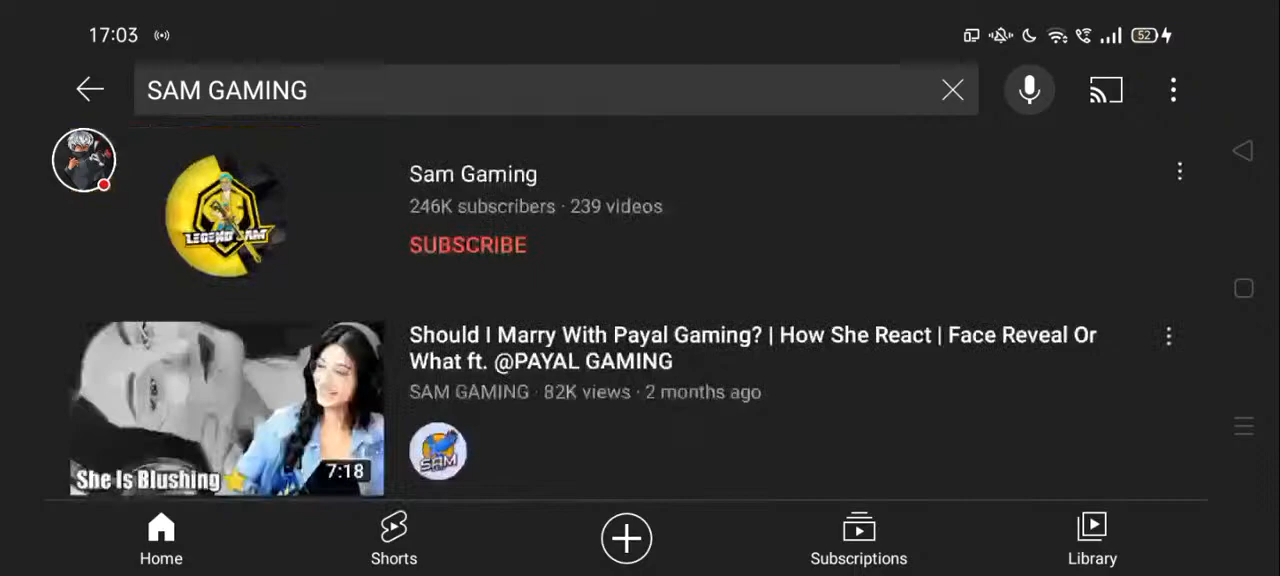 17:03
52
SAM GAMING
Sam Gaming
246K subscribers · 239 videos
SUBSCRIBE
LEGEND SAM
Should I Marry With Payal Gaming? | How She React | Face Reveal Or
What ft. @PAYAL GAMING
SAM GAMING · 82K views · 2 months ago
SAM
She Is Blushing
7:18
Home
Shorts
Subscriptions
Library